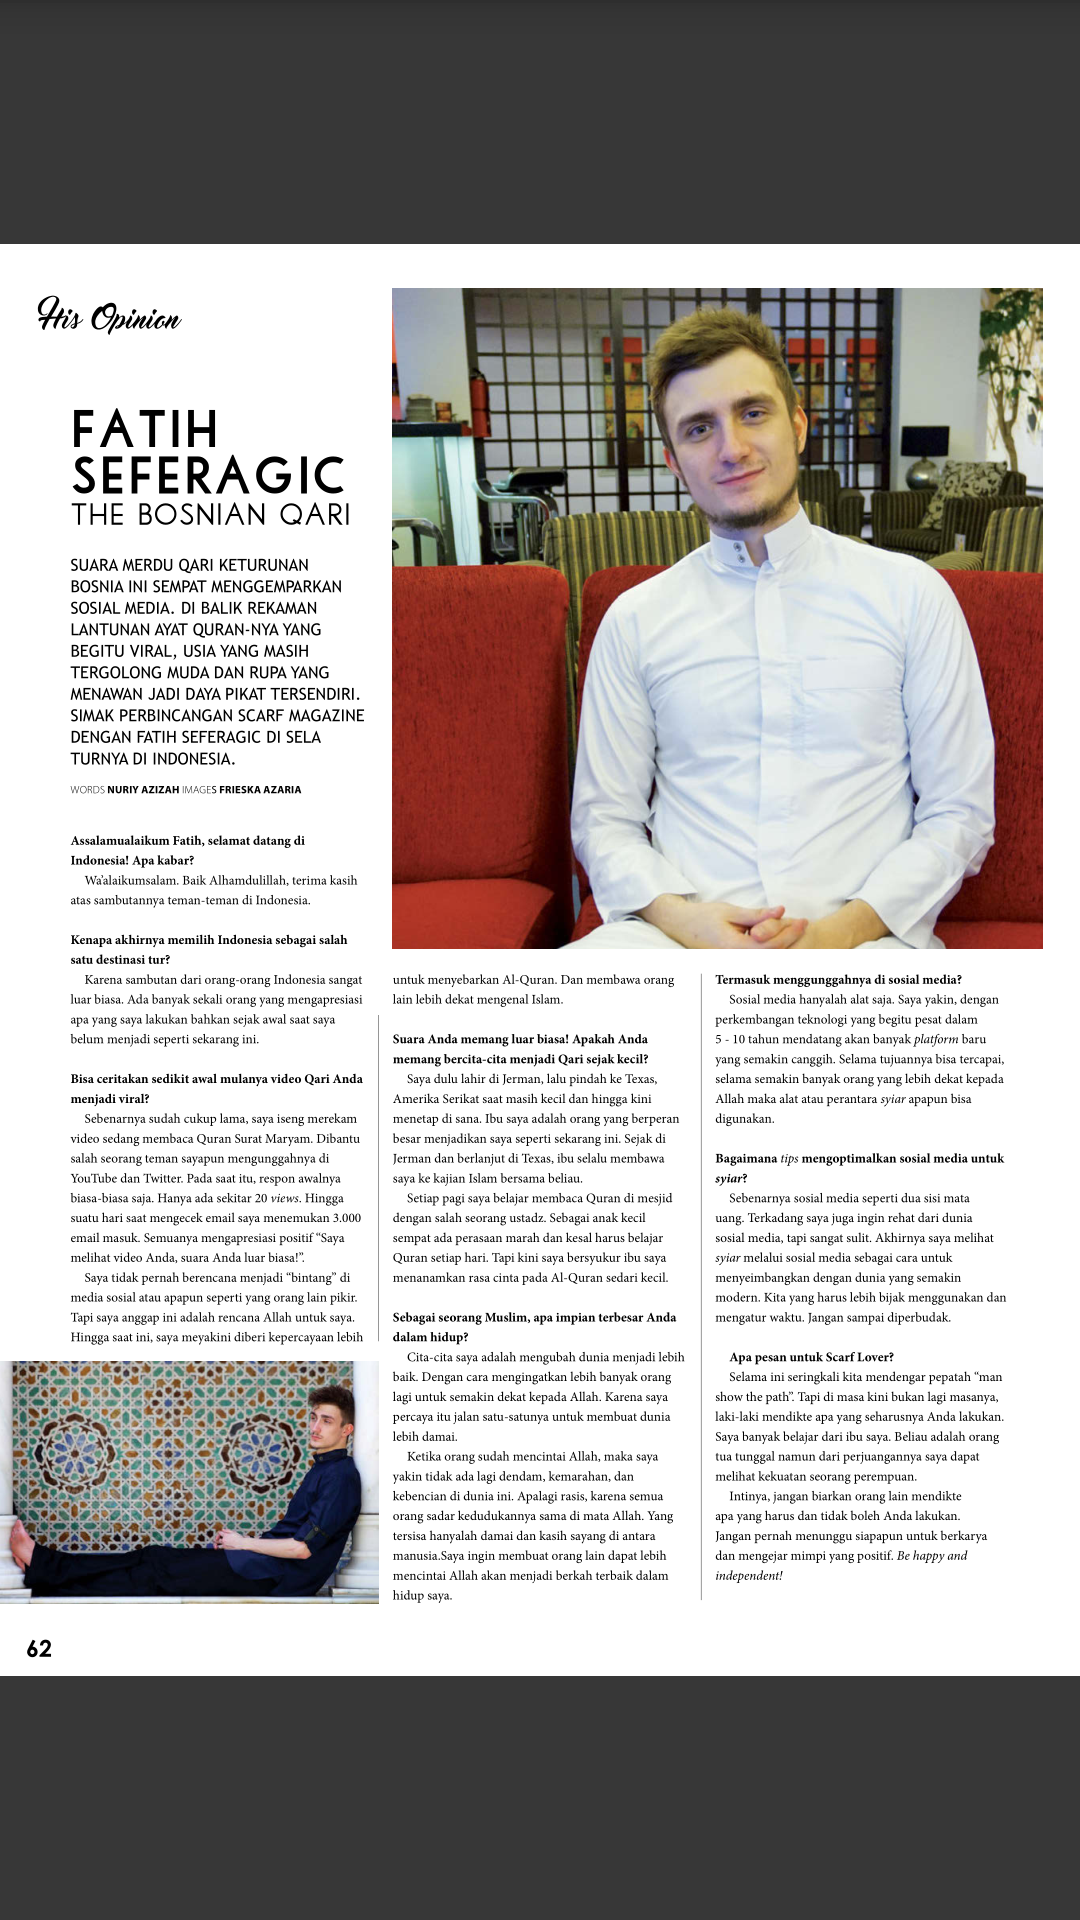 His Opinion
FATIH
SEFERAGIC
THE BOSNIAN QARI
SUARA MERDU QARI KETURUNAN
BOSNIA INI SEMPAT MENGGEMPARKAN
SOSIAL MEDIA. DI BALIK REKAMAN
LANTUNAN AYAT QURAN-NYA YANG
BEGITU VIRAL, USIA YANG MASIH
TERGOLONG MUDA DAN RUPA YANG
MENAWAN JADI DAYA PIKAT TERSENDIRI.
SIMAK PERBINCANGAN SCARF MAGAZINE
DENGAN FATIH SEFERAGIC DI SELA
TURNYA DI INDONESIA.
WORDS NURIY AZIZAH IMAGES FRIESKA AZARIA
Assalamualaikum Fatih, selamat datang di
Indonesia! Apa kabar?
Wa’alaikumsalam. Baik Alhamdulillah, terima kasih
atas sambutannya teman-teman di Indonesia.
Kenapa akhirnya memilih Indonesia sebagai salah
satu destinasi tur?
Karena sambutan dari orang-orang Indonesia sangat
luar biasa. Ada banyak sekali orang yang mengapresiasi
apa yang saya lakukan bahkan sejak awal saat saya
belum menjadi seperti sekarang ini.
Bisa ceritakan sedikit awal mulanya video Qari Anda
menjadi viral?
Sebenarnya sudah cukup lama, saya iseng merekam
video sedang membaca Quran Surat Maryam. Dibantu
salah seorang teman sayapun mengunggahnya di
YouTube dan Twitter. Pada saat itu, respon awalnya
biasa-biasa saja. Hanya ada sekitar 20 views. Hingga
suatu hari saat mengecek email saya menemukan 3.000
email masuk. Semuanya mengapresiasi positif “Saya
melihat video Anda, suara Anda luar biasa!”.
Saya tidak pernah berencana menjadi “bintang” di
media sosial atau apapun seperti yang orang lain pikir.
Tapi saya anggap ini adalah rencana Allah untuk saya.
Hingga saat ini, saya meyakini diberi kepercayaan lebih
untuk menyebarkan Al-Quran. Dan membawa orang
lain lebih dekat mengenal Islam.
Suara Anda memang luar biasa! Apakah Anda
memang bercita-cita menjadi Qari sejak kecil?
Saya dulu lahir di Jerman, lalu pindah ke Texas,
Amerika Serikat saat masih kecil dan hingga kini
menetap di sana. Ibu saya adalah orang yang berperan
besar menjadikan saya seperti sekarang ini. Sejak di
Jerman dan berlanjut di Texas, ibu selalu membawa
saya ke kajian Islam bersama beliau.
Setiap pagi saya belajar membaca Quran di mesjid
dengan salah seorang ustadz. Sebagai anak kecil
sempat ada perasaan marah dan kesal harus belajar
Quran setiap hari. Tapi kini saya bersyukur ibu saya
menanamkan rasa cinta pada Al-Quran sedari kecil.
Sebagai seorang Muslim, apa impian terbesar Anda
dalam hidup?
Cita-cita saya adalah mengubah dunia menjadi lebih
baik. Dengan cara mengingatkan lebih banyak orang
lagi untuk semakin dekat kepada Allah. Karena saya
percaya itu jalan satu-satunya untuk membuat dunia
lebih damai.
Ketika orang sudah mencintai Allah, maka saya
yakin tidak ada lagi dendam, kemarahan, dan
kebencian di dunia ini. Apalagi rasis, karena semua
orang sadar kedudukannya sama di mata Allah. Yang
tersisa hanyalah damai dan kasih sayang di antara
manusia.Saya ingin membuat orang lain dapat lebih
mencintai Allah akan menjadi berkah terbaik dalam
hidup saya.
Termasuk menggunggahnya di sosial media?
Sosial media hanyalah alat saja. Saya yakin, dengan
perkembangan teknologi yang begitu pesat dalam
5 - 10 tahun mendatang akan banyak platform baru
yang semakin canggih. Selama tujuannya bisa tercapai,
selama semakin banyak orang yang lebih dekat kepada
Allah maka alat atau perantara syiar apapun bisa
digunakan.
Bagaimana tips mengoptimalkan sosial media untuk
syiar?
Sebenarnya sosial media seperti dua sisi mata
uang. Terkadang saya juga ingin rehat dari dunia
sosial media, tapi sangat sulit. Akhirnya saya melihat
syiar melalui sosial media sebagai cara untuk
menyeimbangkan dengan dunia yang semakin
modern. Kita yang harus lebih bijak menggunakan dan
mengatur waktu. Jangan sampai diperbudak.
Apa pesan untuk Scarf Lover?
Selama ini seringkali kita mendengar pepatah “man
show the path”. Tapi di masa kini bukan lagi masanya,
laki-laki mendikte apa yang seharusnya Anda lakukan.
Saya banyak belajar dari ibu saya. Beliau adalah orang
tua tunggal namun dari perjuangannya saya dapat
melihat kekuatan seorang perempuan.
Intinya, jangan biarkan orang lain mendikte
apa yang harus dan tidak boleh Anda lakukan.
Jangan pernah menunggu siapapun untuk berkarya
dan mengejar mimpi yang positif. Be happy and
independent!
62